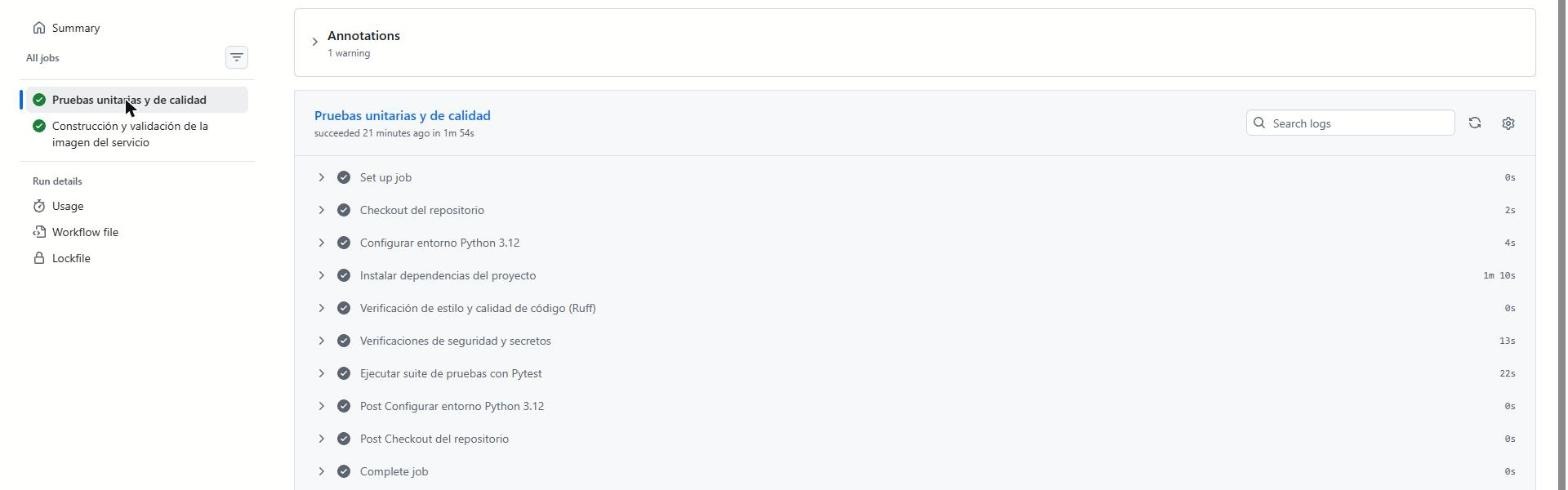 Summary
All jobs
Pruebas unitarias y de calidad
Construcción y validación de la
imagen del servicio
Run details
Usage
Workflow file
Lockfile
Annotations
1 warning
Pruebas unitarias y de calidad
succeeded 21 minutes ago in 1m 54s
Search logs
Set up job 0s
Checkout del repositorio 2s
Configurar entorno Python 3.12 4s
Instalar dependencias del proyecto 1m 10s
Verificación de estilo y calidad de código (Ruff) 0s
Verificaciones de seguridad y secretos 13s
Ejecutar suite de pruebas con Pytest 22s
Post Configurar entorno Python 3.12 0s
Post Checkout del repositorio 0s
Complete job 0s